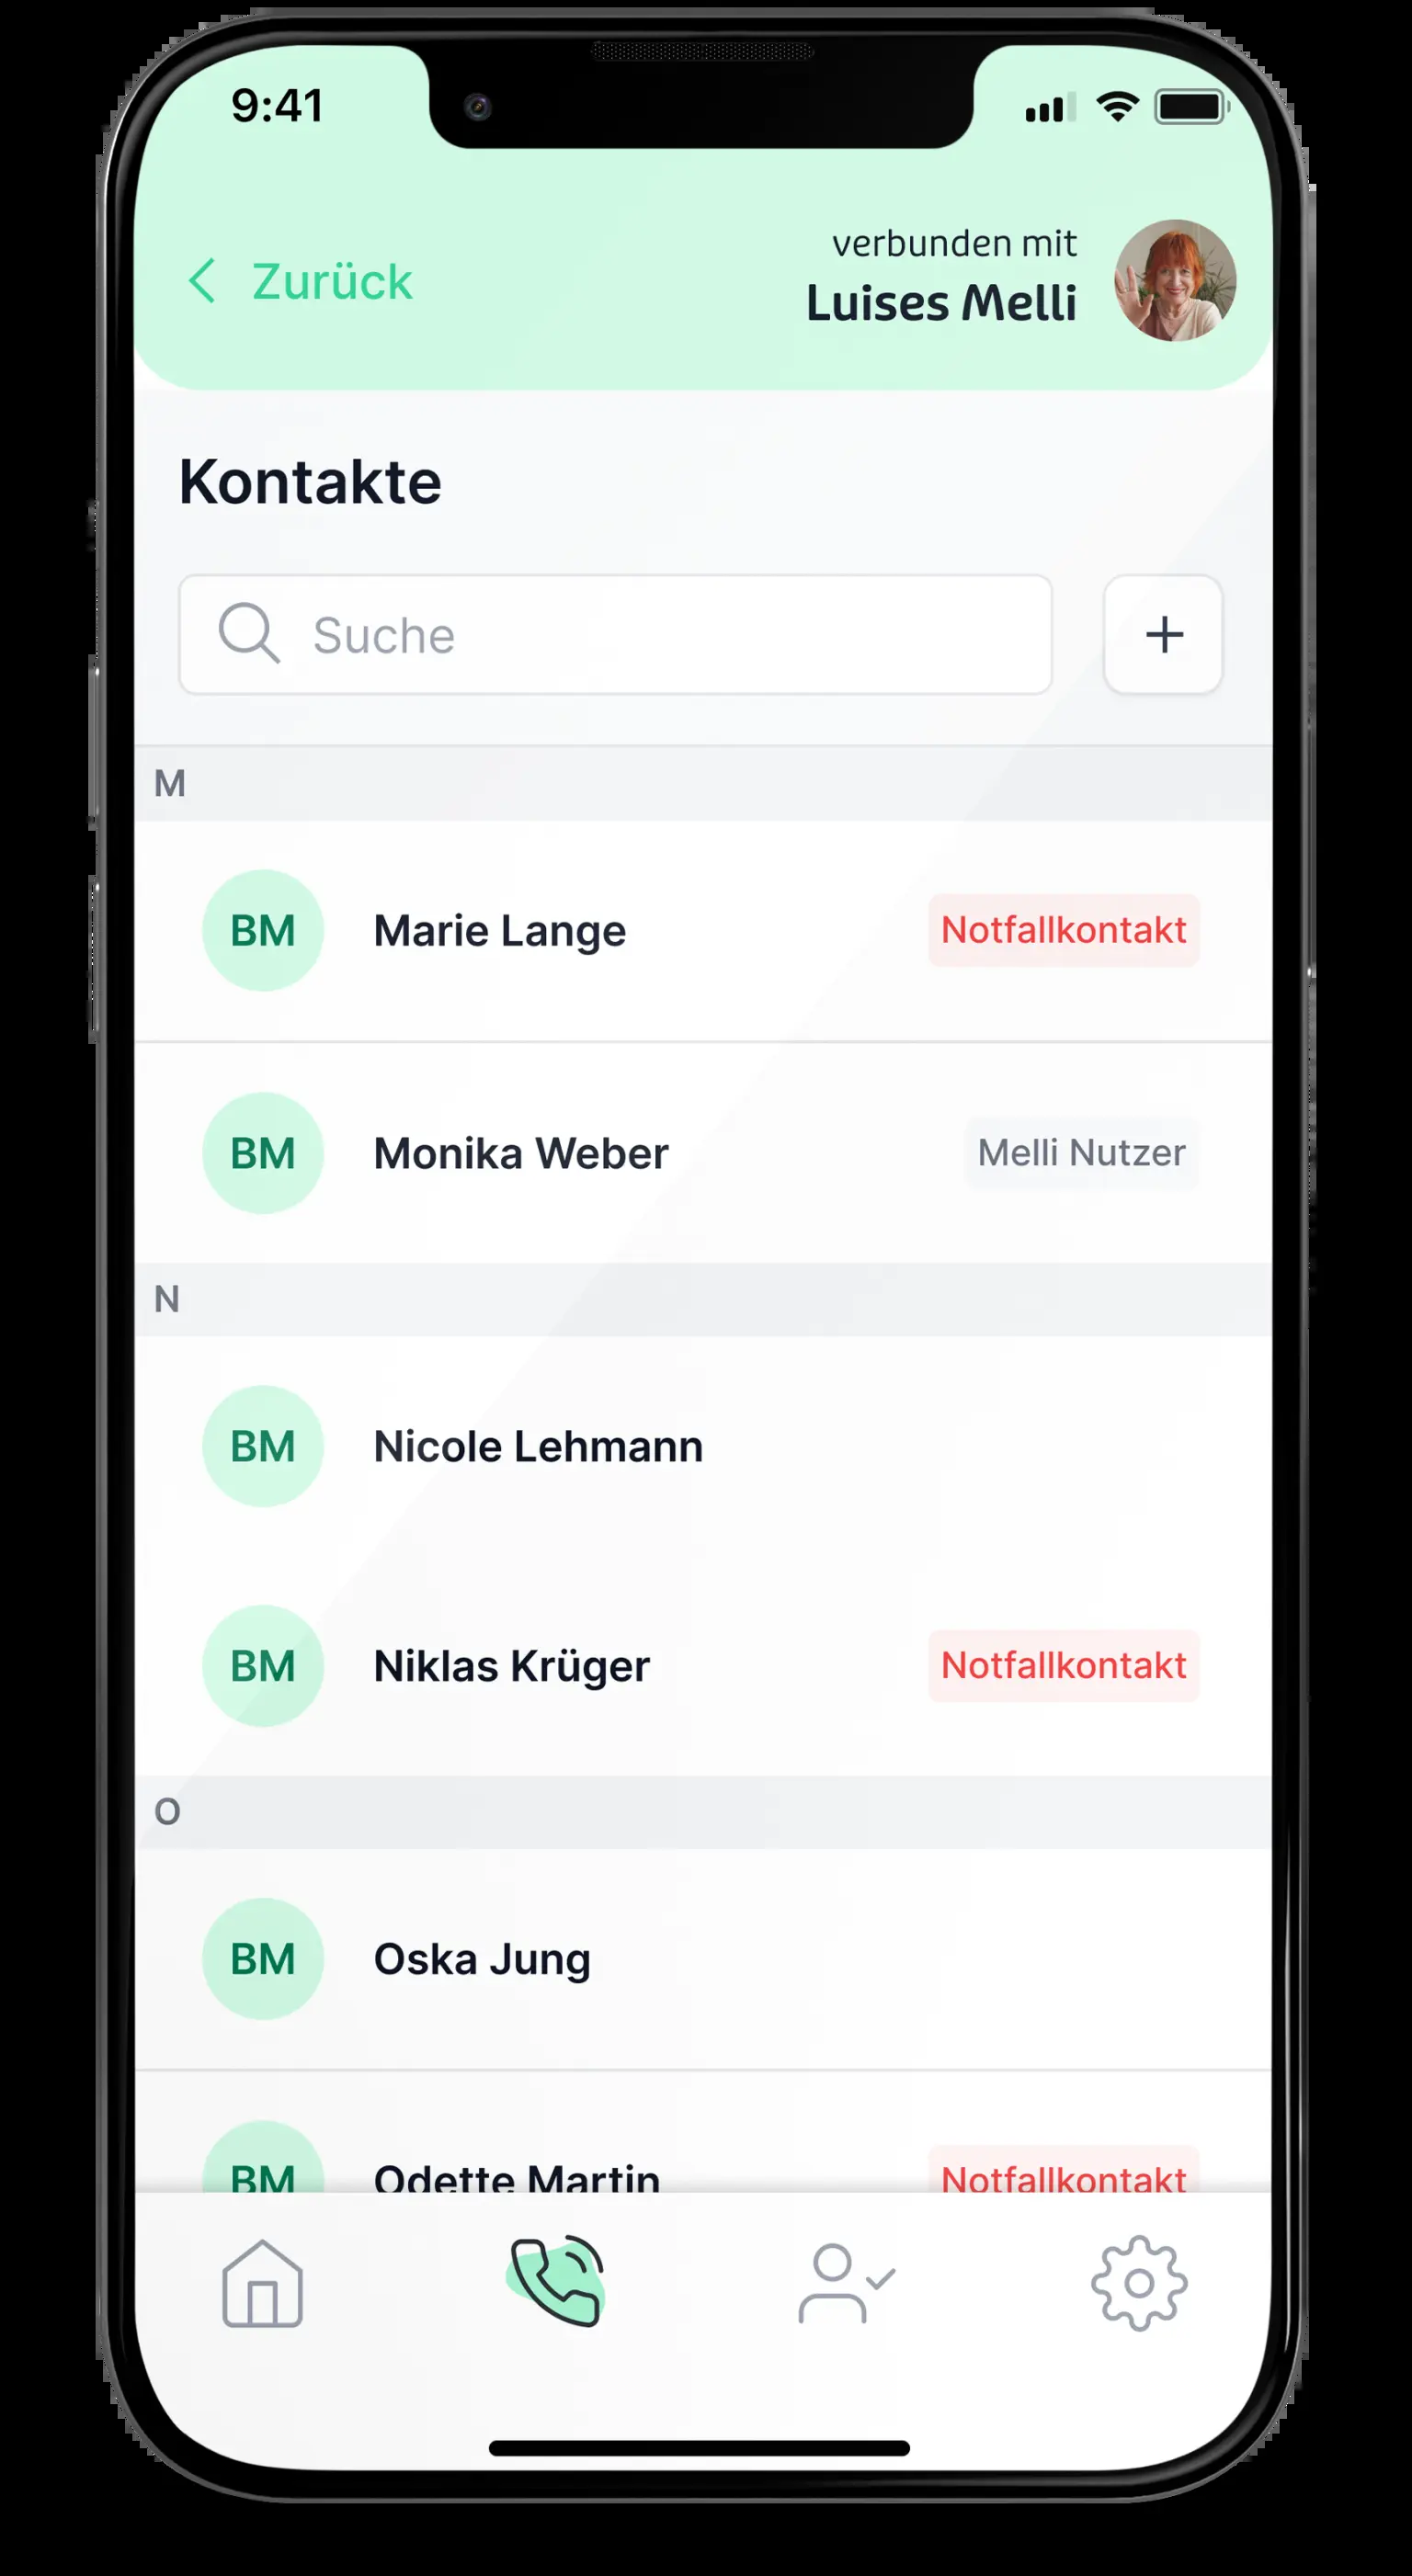 9:41
Zurück
verbunden mit
Luises Melli
Kontakte
Suche
+
M
BM Marie Lange Notfallkontakt
BM Monika Weber Melli Nutzer
N
BM Nicole Lehmann
BM Niklas Krüger Notfallkontakt
O
BM Oska Jung
BM Odette Martin Notfallkontakt